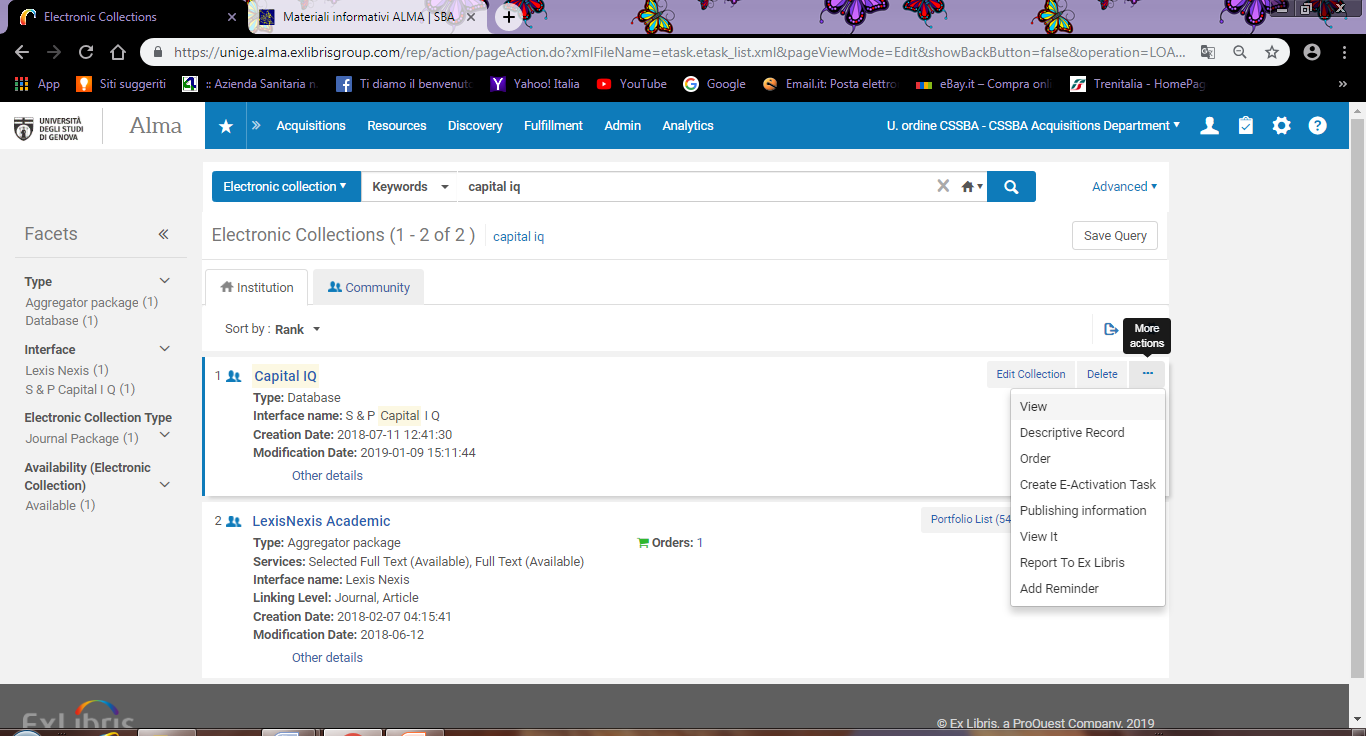 Electronic Collections
Materiali informativi ALMA | SBA
https://unige.alma.exlibrisgroup.com/rep/action/pageAction.do?xmlFileName=etask.etask_list.xml&pageViewMode=Edit&showBackButton=false&operation=LOA...
App
Siti suggeriti
:: Azienda Sanitaria n
Ti diamo il benvenuto
Yahoo! Italia
YouTube
Google
Email.it: Posta elettro
eBay.it – Compra onl
Trenitalia - HomePag
UNIVERSITÀ
DEGLI STUDI
DI GENOVA
Alma
Acquisitions
Resources
Discovery
Fulfillment
Admin
Analytics
U. ordine CSSBA - CSSBA Acquisitions Department
Electronic collection
Keywords
capital iq
Advanced
Facets
Electronic Collections (1 - 2 of 2 )
capital iq
Save Query
Type
Aggregator package (1)
Database (1)
Interface
Lexis Nexis (1)
S & P Capital I Q (1)
Electronic Collection Type
Journal Package (1)
Availability (Electronic
Collection)
Available (1)
Institution
Community
Sort by : Rank
More
actions
1
Capital IQ
Edit Collection
Delete
Type: Database
Interface name: S & P Capital I Q
Creation Date: 2018-07-11 12:41:30
Modification Date: 2019-01-09 15:11:44
Other details
View
Descriptive Record
Order
Create E-Activation Task
Publishing information
View It
Report To Ex Libris
Add Reminder
2
LexisNexis Academic
Portfolio List (54
Type: Aggregator package
Orders: 1
Services: Selected Full Text (Available), Full Text (Available)
Interface name: Lexis Nexis
Linking Level: Journal, Article
Creation Date: 2018-02-07 04:15:41
Modification Date: 2018-06-12
Other details
ExLibris
© Ex Libris, a ProQuest Company, 2019